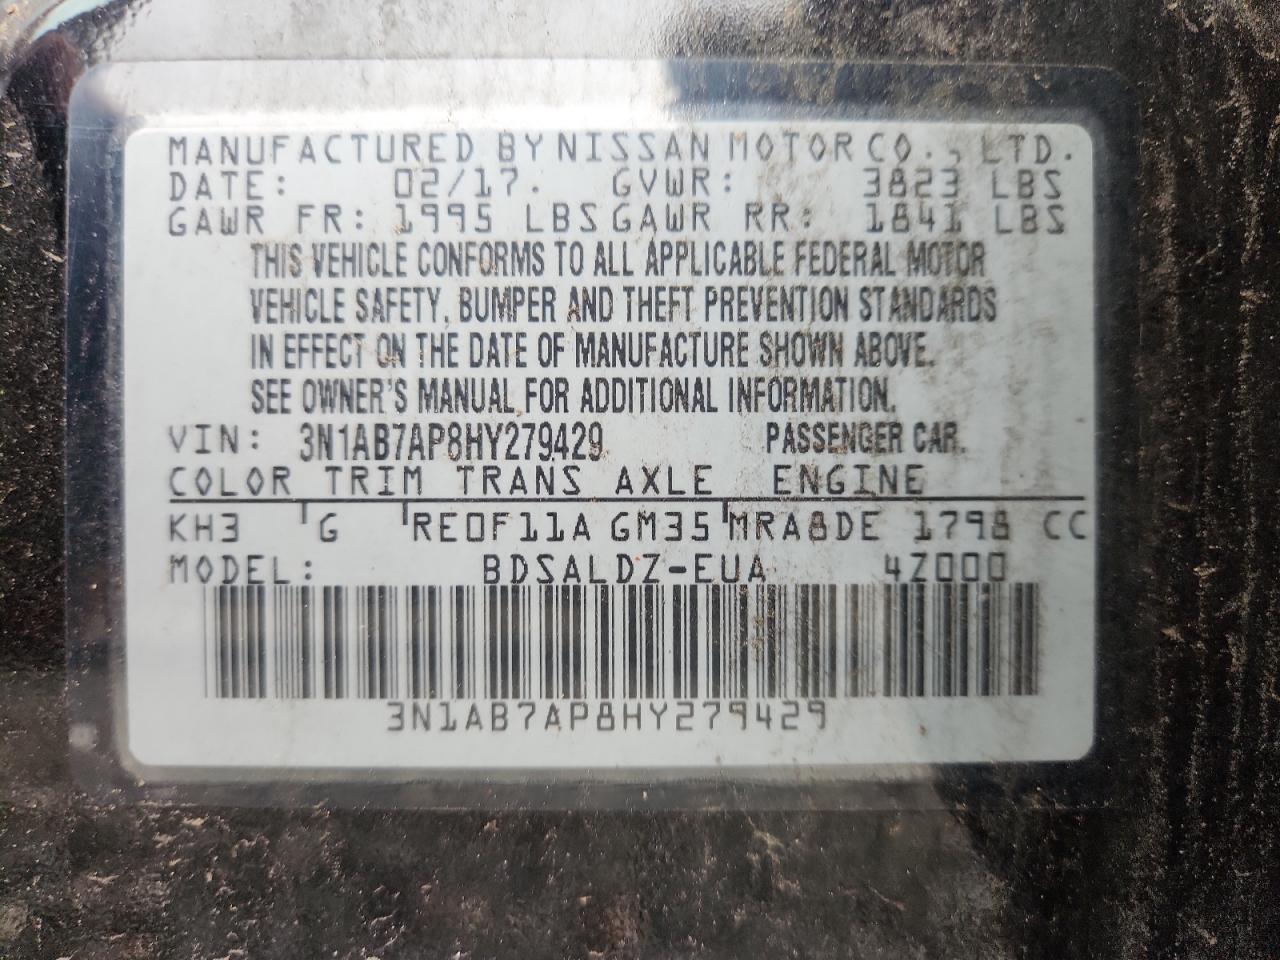 MANUFACTURED BY NISSAN MOTOR CO., LTD.
DATE: 02/17. GVWR: 3823 LBS
GAWR FR: 1995 LBS GAWR RR: 1841 LBS
THIS VEHICLE CONFORMS TO ALL APPLICABLE FEDERAL MOTOR
VEHICLE SAFETY, BUMPER AND THEFT PREVENTION STANDARDS
IN EFFECT ON THE DATE OF MANUFACTURE SHOWN ABOVE.
SEE OWNER'S MANUAL FOR ADDITIONAL INFORMATION.
VIN: 3N1AB7AP8HY279429 PASSENGER CAR.
COLOR TRIM TRANS AXLE ENGINE
KH3 G RE0F11A GM35 MRA8DE 1798 CC
MODEL: BDSALDZ-EUA 4Z000
3N1AB7AP8HY279429